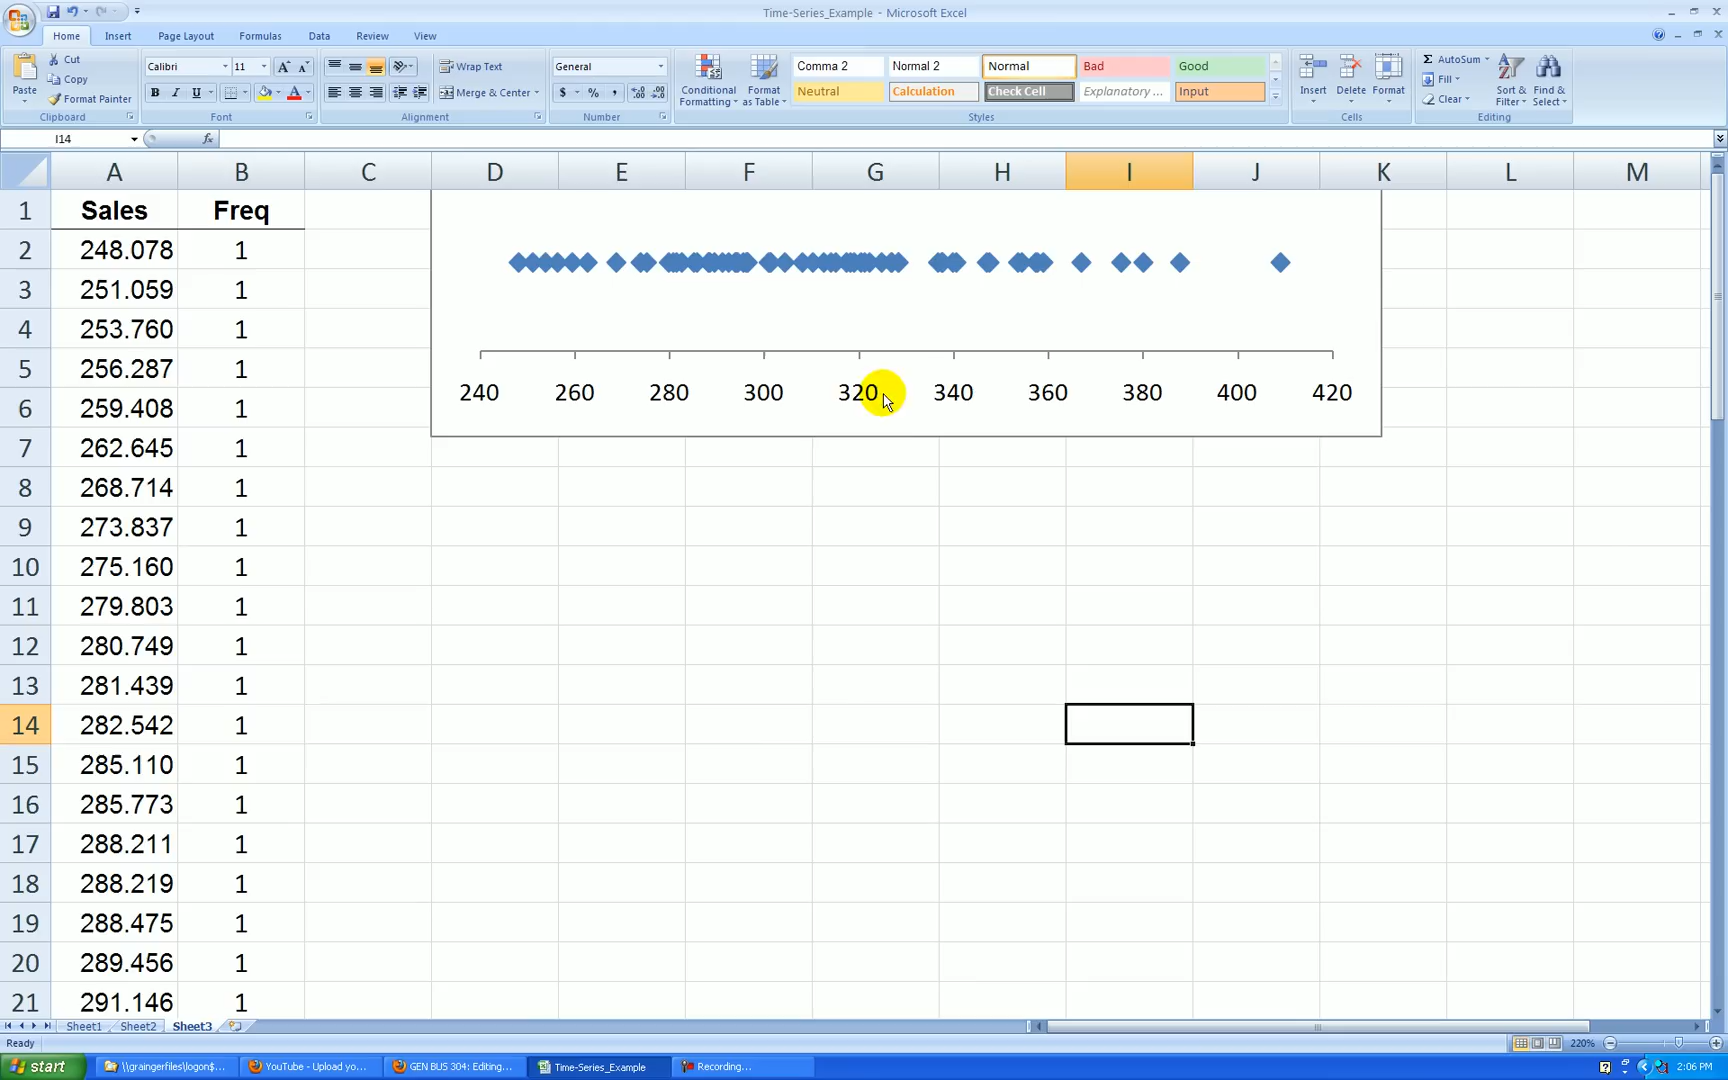 Time-Series_Example - Microsoft Excel
Home Insert Page Layout Formulas Data Review View
Paste Cut Copy Format Painter Clipboard
Calibri 11 B I U Font
Wrap Text Merge & Center Alignment
General $ % , Number
Conditional Formatting Format as Table
Comma 2 Normal 2 Normal Bad Good
Neutral Calculation Check Cell Explanatory ... Input
Styles
Insert Delete Format Cells
Σ AutoSum Fill Clear Sort & Filter Find & Select Editing
I14 fx
A B C D E F G H I J K L M
1 Sales Freq
2 248.078 1
3 251.059 1
4 253.760 1
5 256.287 1
6 259.408 1
7 262.645 1
8 268.714 1
9 273.837 1
10 275.160 1
11 279.803 1
12 280.749 1
13 281.439 1
14 282.542 1
15 285.110 1
16 285.773 1
17 288.211 1
18 288.219 1
19 288.475 1
20 289.456 1
21 291.146 1
240 260 280 300 320 340 360 380 400 420
Sheet1 Sheet2 Sheet3
Ready 220%
start \\graingerfiles\logon$... YouTube - Upload yo... GEN BUS 304: Editing... Time-Series_Example Recording... 2:06 PM